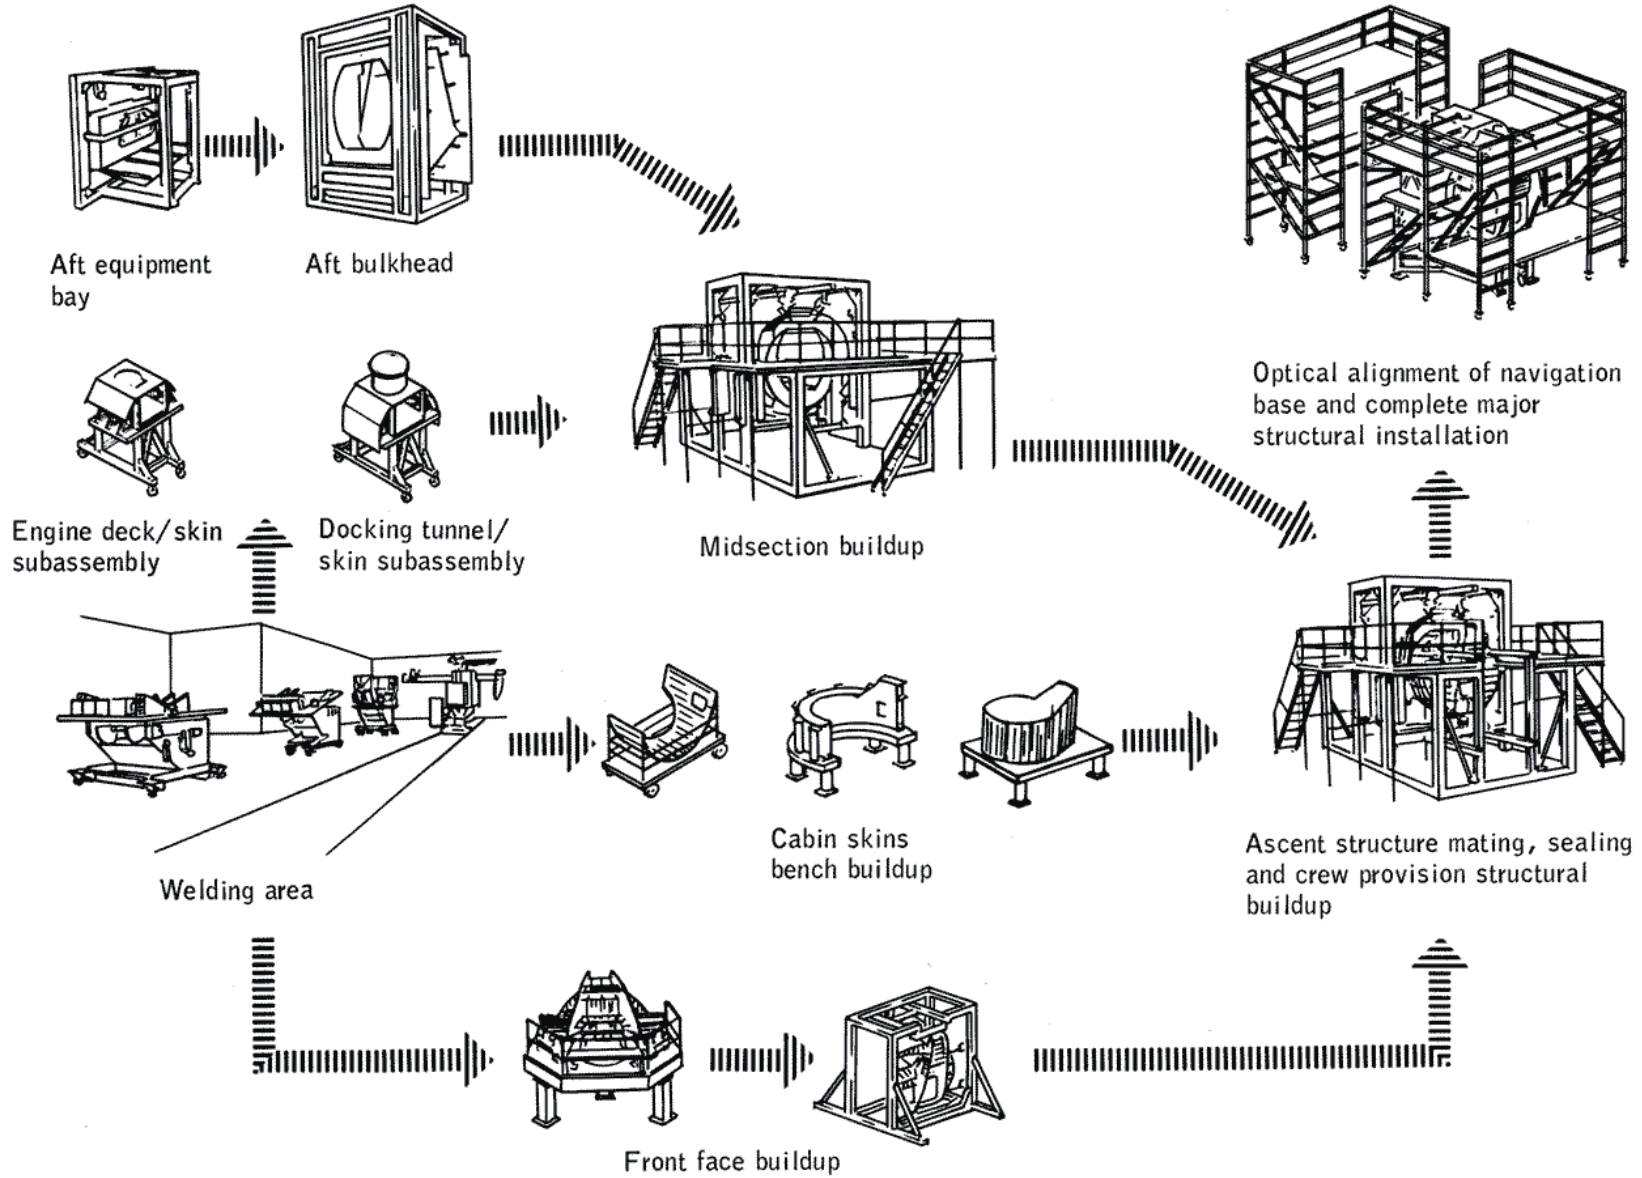 Aft equipment
bay
Aft bulkhead
Optical alignment of navigation
base and complete major
structural installation
Engine deck/skin
subassembly
Docking tunnel/
skin subassembly
Midsection buildup
Welding area
Cabin skins
bench buildup
Ascent structure mating, sealing
and crew provision structural
buildup
Front face buildup